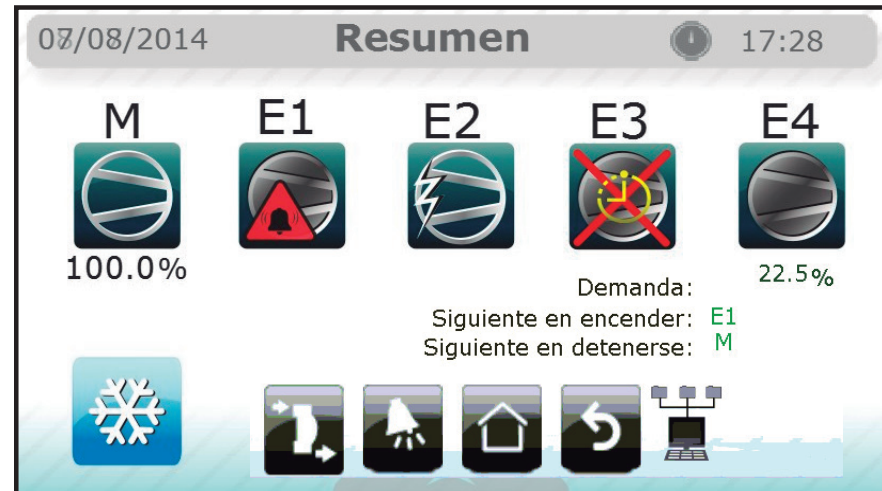 08/08/2014 Resumen 17:28
M E1 E2 E3 E4
100.0%
22.5%
Demanda:
Siguiente en encender: E1
Siguiente en detenerse: M